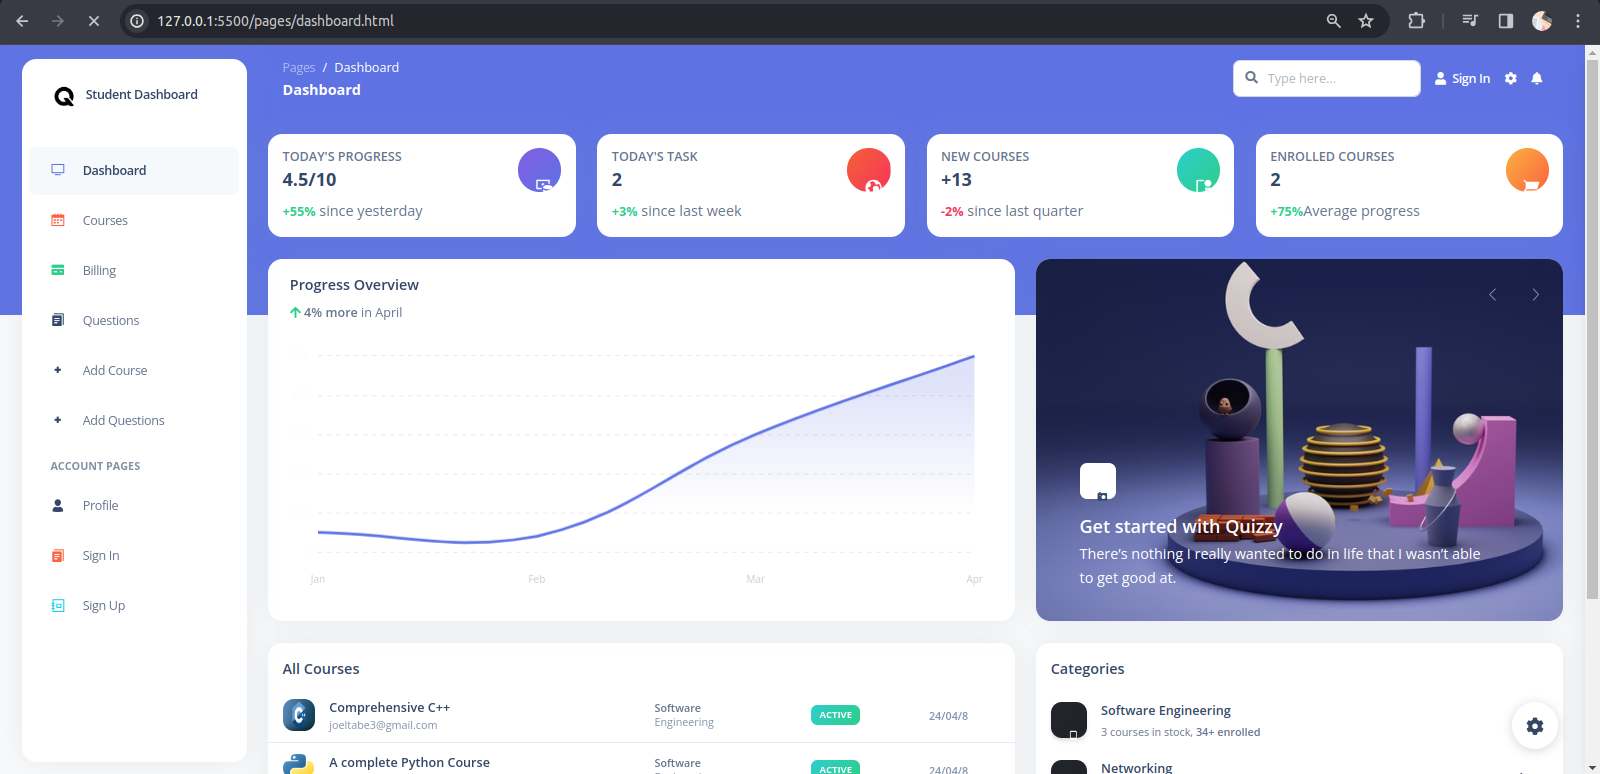 127.0.0.1:5500/pages/dashboard.html
Student Dashboard
Dashboard
Courses
Billing
Questions
Add Course
Add Questions
ACCOUNT PAGES
Profile
Sign In
Sign Up
Pages / Dashboard
Dashboard
Type here...
Sign In
TODAY'S PROGRESS
4.5/10
+55% since yesterday
TODAY'S TASK
2
+3% since last week
NEW COURSES
+13
-2% since last quarter
ENROLLED COURSES
2
+75%Average progress
Progress Overview
4% more in April
Jan
Feb
Mar
Apr
Get started with Quizzy
There’s nothing I really wanted to do in life that I wasn’t able
to get good at.
All Courses
Comprehensive C++
joeltabe3@gmail.com
Software
Engineering
ACTIVE
24/04/8
A complete Python Course
Software
ACTIVE
24/04/8
Categories
Software Engineering
3 courses in stock, 34+ enrolled
Networking